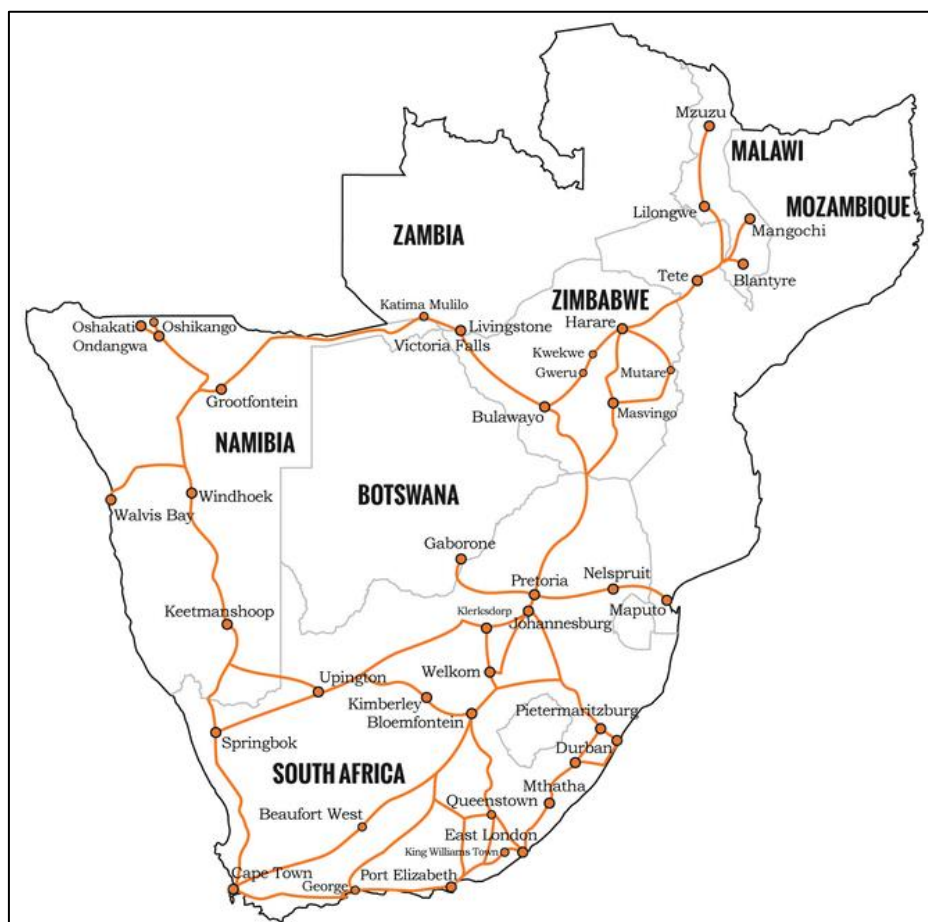 Mzuzu
MALAWI
Lilongwe
MOZAMBIQUE
Mangochi
ZAMBIA
Tete
Blantyre
ZIMBABWE
Katima Mulilo
Harare
Oshakati
Oshikango
Ondangwa
Livingstone
Victoria Falls
Kwekwe
Gweru
Mutare
Grootfontein
Bulawayo
Masvingo
NAMIBIA
Windhoek
BOTSWANA
Walvis Bay
Gaborone
Pretoria
Nelspruit
Maputo
Keetmanshoop
Klerksdorp
Johannesburg
Upington
Welkom
Kimberley
Bloemfontein
Pietermaritzburg
Springbok
Durban
SOUTH AFRICA
Mthatha
Queenstown
Beaufort West
East London
King Williams Town
Cape Town
George
Port Elizabeth